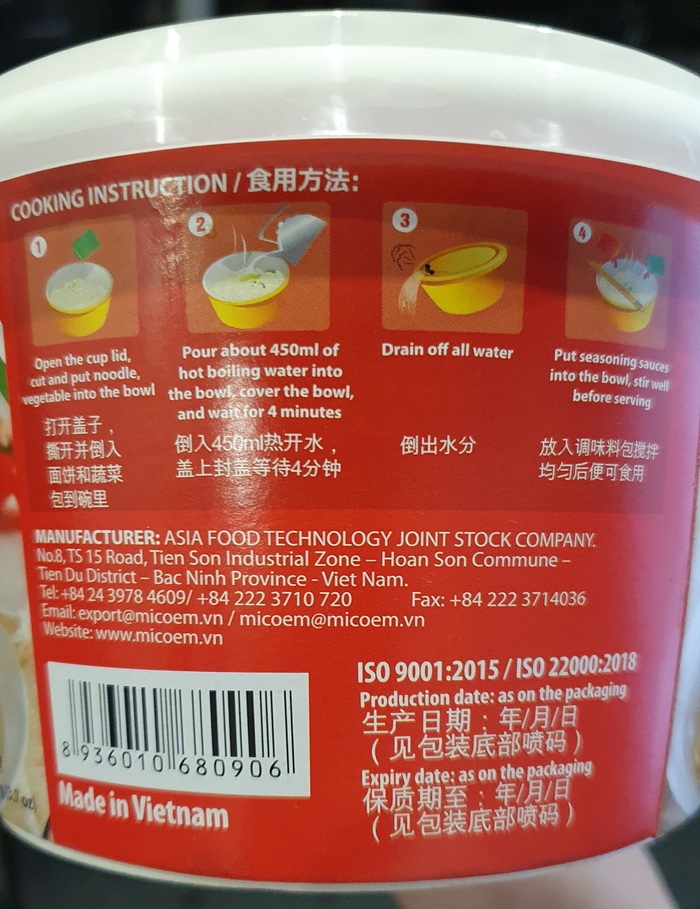 COOKING INSTRUCTION / 食用方法:
1
2
3
4
Open the cup lid,
cut and put noodle,
vegetable into the bowl
打开盖子，
撕开并倒入
面饼和蔬菜
包到碗里
Pour about 450ml of
hot boiling water into
the bowl, cover the bowl,
and wait for 4 minutes
倒入450ml热开水，
盖上封盖等待4分钟
Drain off all water
倒出水分
Put seasoning sauces
into the bowl, stir well
before serving
放入调味料包搅拌
均匀后便可食用
MANUFACTURER: ASIA FOOD TECHNOLOGY JOINT STOCK COMPANY.
No.8, TS 15 Road, Tien Son Industrial Zone – Hoan Son Commune –
Tien Du District – Bac Ninh Province - Viet Nam.
Tel: +84 24 3978 4609/ +84 222 3710 720 Fax: +84 222 3714036
Email: export@micoem.vn / micoem@micoem.vn
Website: www.micoem.vn
8 936010 680906
Made in Vietnam
ISO 9001:2015 / ISO 22000:2018
Production date: as on the packaging
生产日期：年/月/日
（见包装底部喷码）
Expiry date: as on the packaging
保质期至：年/月/日
（见包装底部喷码）